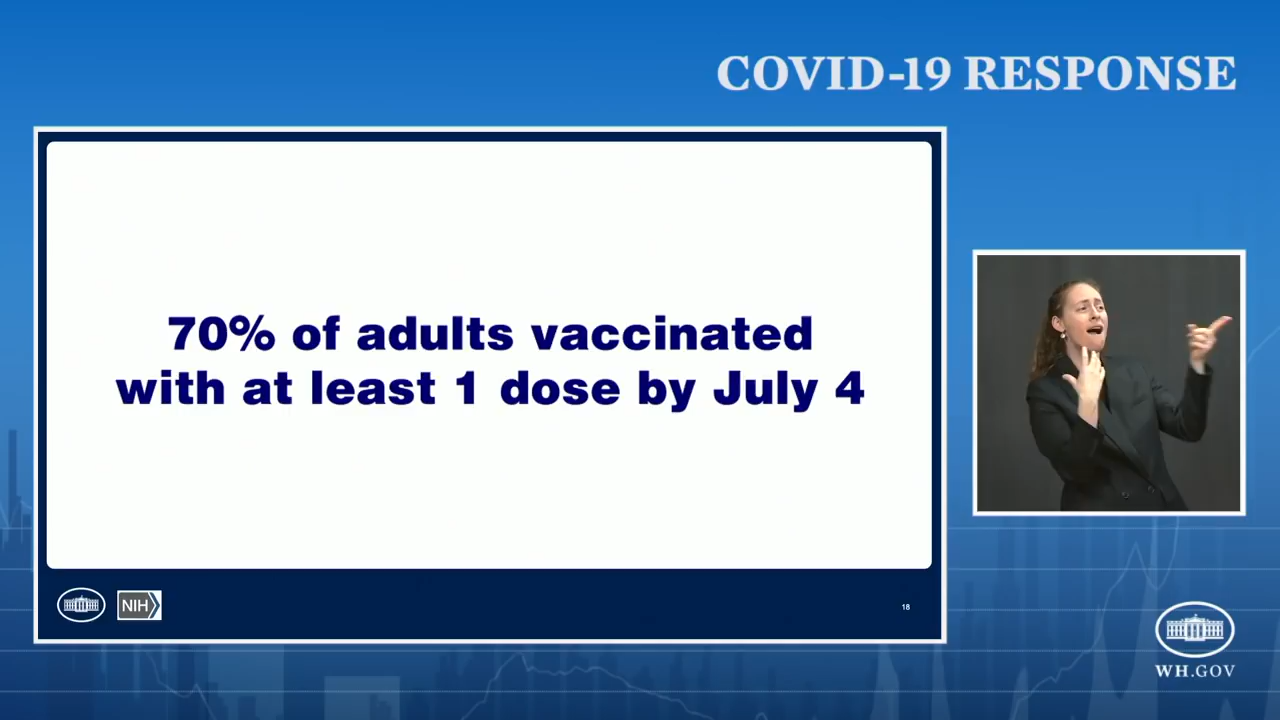 COVID-19 RESPONSE
70% of adults vaccinated
with at least 1 dose by July 4
NIH
18
WH.GOV